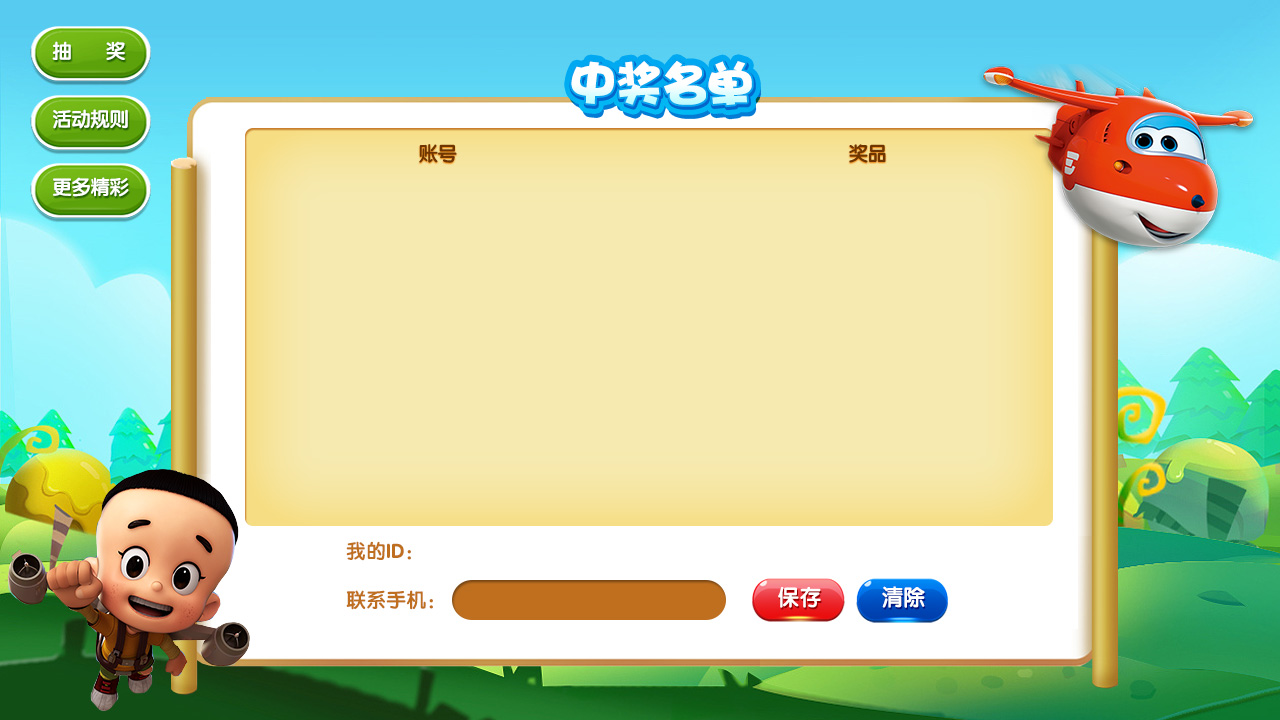 抽 奖
活动规则
更多精彩
中奖名单
账号 奖品
我的ID：
联系手机：
保存 清除